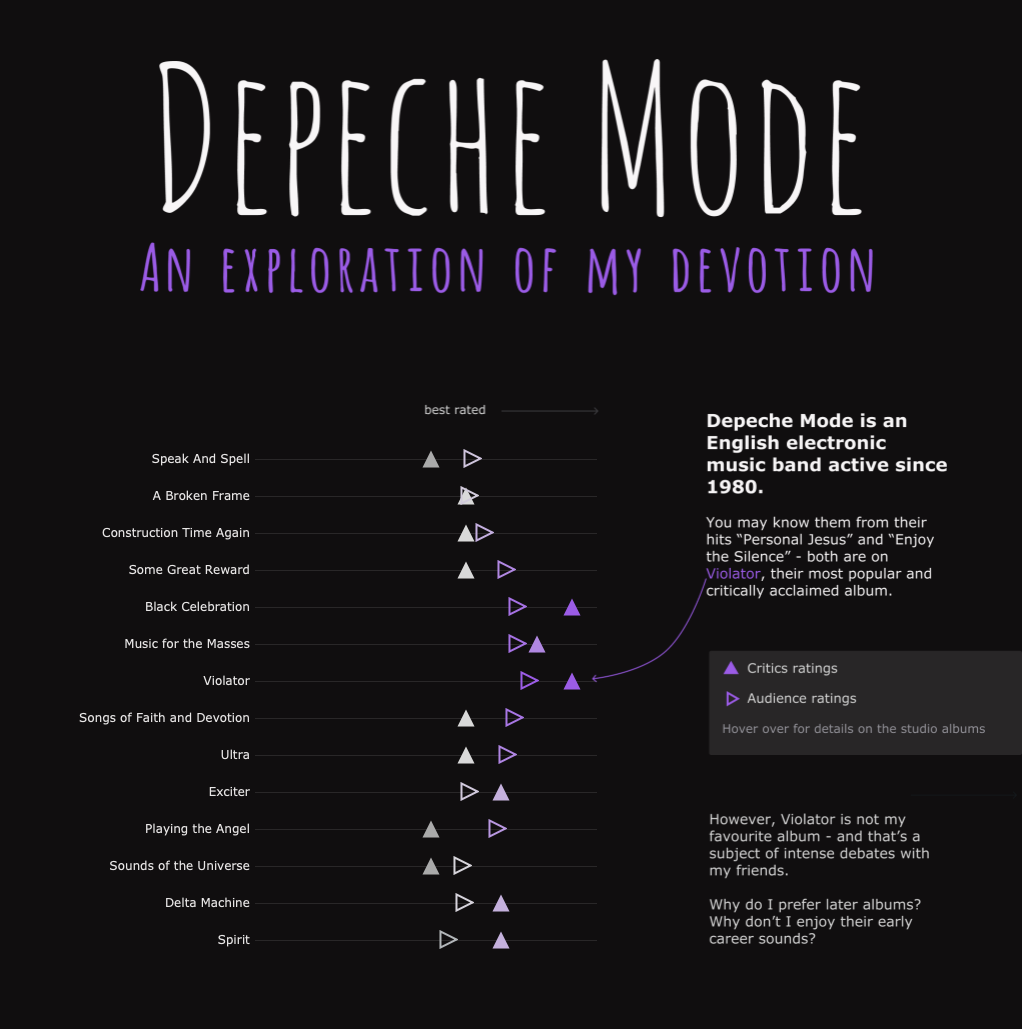 DEPECHE MODE
AN EXPLORATION OF MY DEVOTION
best rated
Speak And Spell
A Broken Frame
Construction Time Again
Some Great Reward
Black Celebration
Music for the Masses
Violator
Songs of Faith and Devotion
Ultra
Exciter
Playing the Angel
Sounds of the Universe
Delta Machine
Spirit
Depeche Mode is an
English electronic
music band active since
1980.
You may know them from their
hits “Personal Jesus” and “Enjoy
the Silence” - both are on
Violator, their most popular and
critically acclaimed album.
Critics ratings
Audience ratings
Hover over for details on the studio albums
However, Violator is not my
favourite album - and that’s a
subject of intense debates with
my friends.
Why do I prefer later albums?
Why don’t I enjoy their early
career sounds?